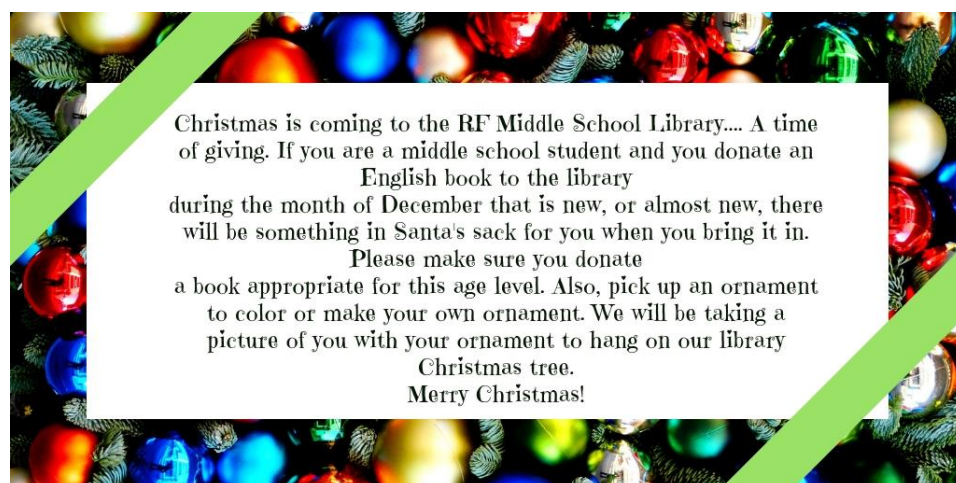 Christmas is coming to the RF Middle School Library.... A time
of giving. If you are a middle school student and you donate an
English book to the library
during the month of December that is new, or almost new, there
will be something in Santa's sack for you when you bring it in.
Please make sure you donate
a book appropriate for this age level. Also, pick up an ornament
to color or make your own ornament. We will be taking a
picture of you with your ornament to hang on our library
Christmas tree.
Merry Christmas!